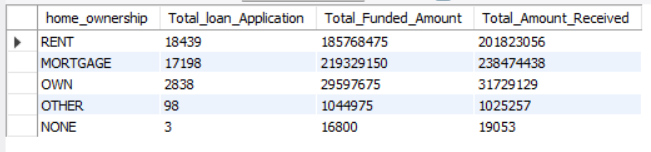 home_ownership Total_loan_Application Total_Funded_Amount Total_Amount_Received
RENT 18439 185768475 201823056
MORTGAGE 17198 219329150 238474438
OWN 2838 29597675 31729129
OTHER 98 1044975 1025257
NONE 3 16800 19053